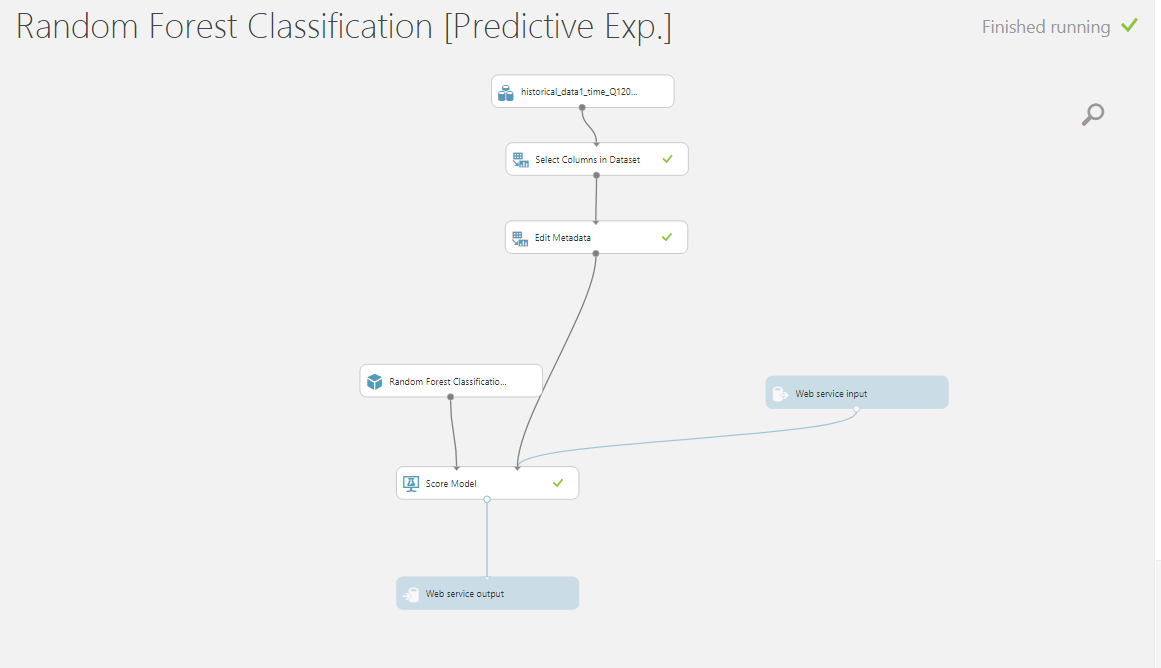 Random Forest Classification [Predictive Exp.]
Finished running
historical_data1_time_Q120...
Select Columns in Dataset
Edit Metadata
Random Forest Classificatio...
Web service input
Score Model
Web service output